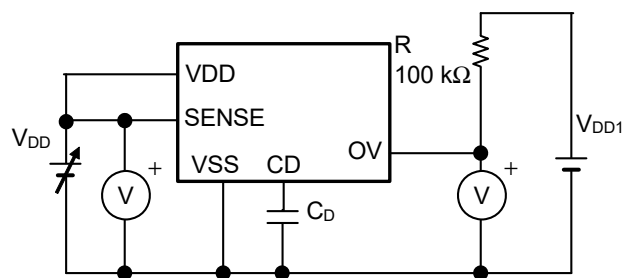 R
100 kΩ
VDD
VDD
SENSE
VDD1
OV
VSS CD
+
V
CD
+
V